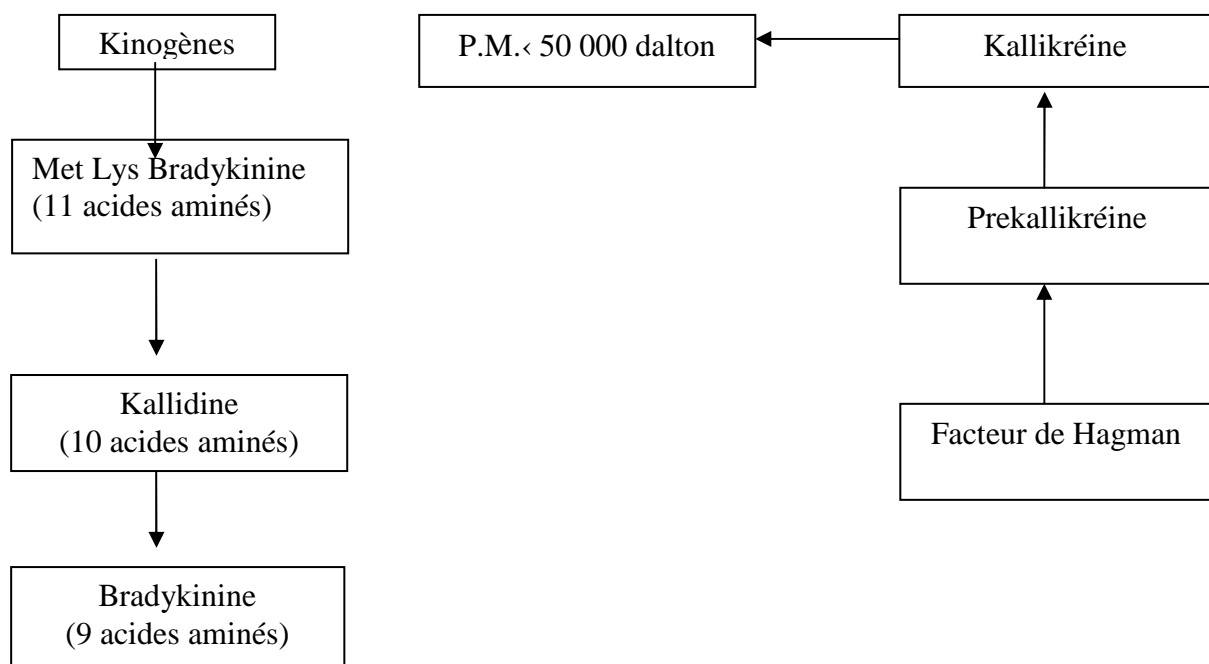 Kinogènes
P.M.‹ 50 000 dalton
Kallikréine
Met Lys Bradykinine
(11 acides aminés)
Prekallikréine
Kallidine
(10 acides aminés)
Facteur de Hagman
Bradykinine
(9 acides aminés)